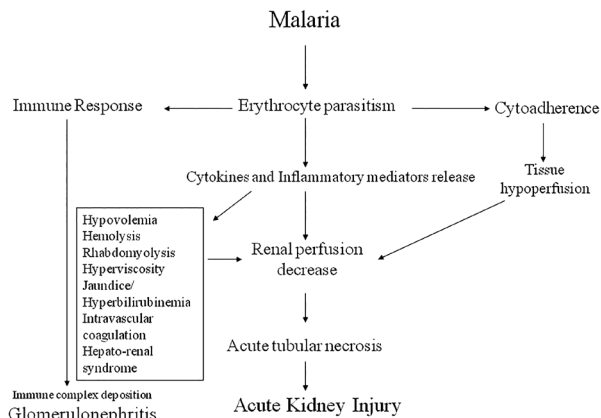 Malaria
Immune Response
Erythrocyte parasitism
Cytoadherence
Cytokines and Inflammatory mediators release
Tissue
hypoperfusion
Hypovolemia
Hemolysis
Rhabdomyolysis
Hyperviscosity
Jaundice/
Hyperbilirubinemia
Intravascular
coagulation
Hepato-renal
syndrome
Renal perfusion
decrease
Acute tubular necrosis
Immune complex deposition
Glomerulonephritis
Acute Kidney Injury